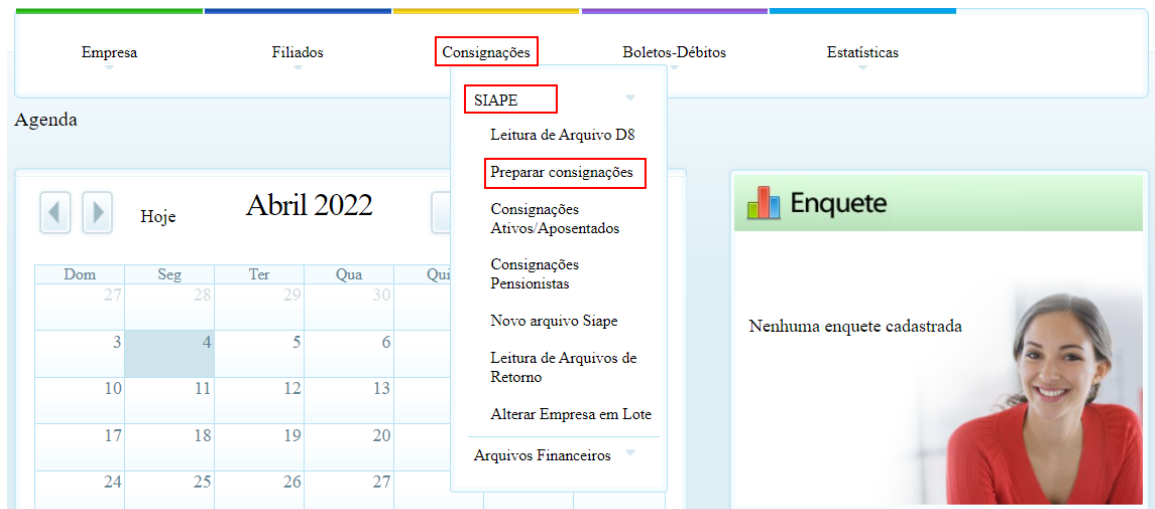 Empresa
Filiados
Consignações
Boletos-Débitos
Estatísticas
SIAPE
Leitura de Arquivo D8
Preparar consignações
Consignações
Ativos/Aposentados
Consignações
Pensionistas
Novo arquivo Siape
Leitura de Arquivos de
Retorno
Alterar Empresa em Lote
Arquivos Financeiros
Agenda
Hoje
Abril 2022
Dom Seg Ter Qua Qui
27 28 29 30
3 4 5 6
10 11 12 13
17 18 19 20
24 25 26 27
Enquete
Nenhuma enquete cadastrada